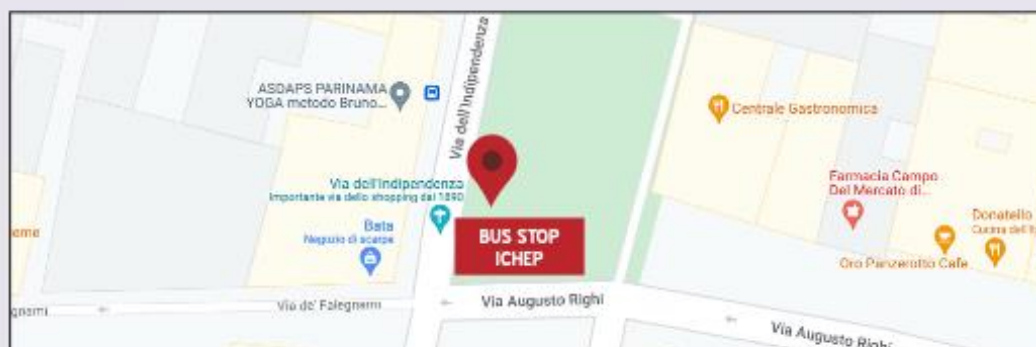 Via dell'Indipendenza
ASDAPS PARINAMA
YOGA metodo Bruno...
Centrale Gastronomica
Via dell'Indipendenza
Importante via dello shopping dal 1890
Farmacia Campo
Del Mercato di...
Bata
Negozio di scarpe
BUS STOP
ICHEP
Donatello
Oro Panzerotto Cafe
Via de' Falegnami
Via Augusto Righi
Via Augusto Righi